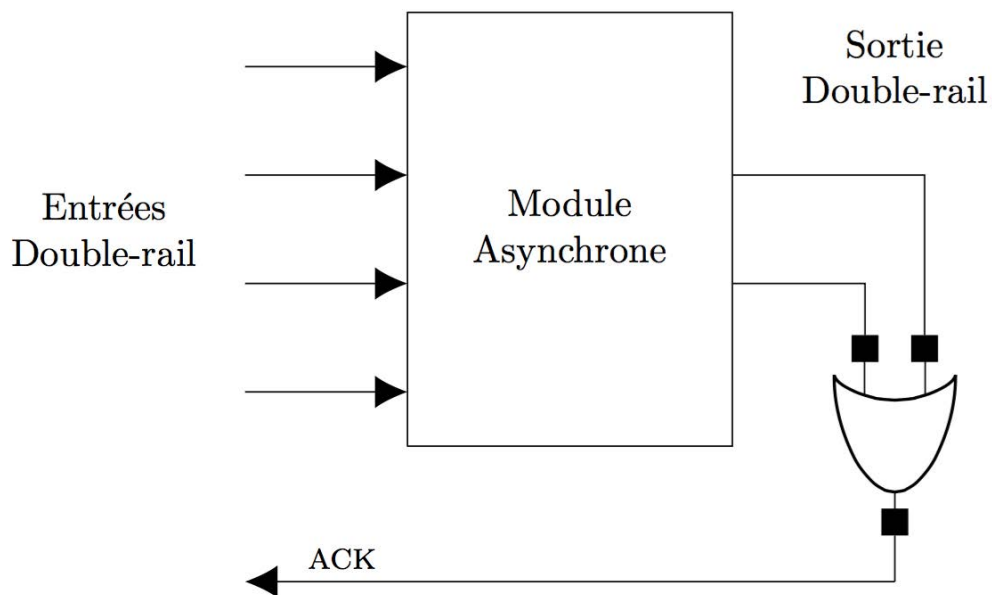 Entrées
Double-rail
Module
Asynchrone
Sortie
Double-rail
ACK